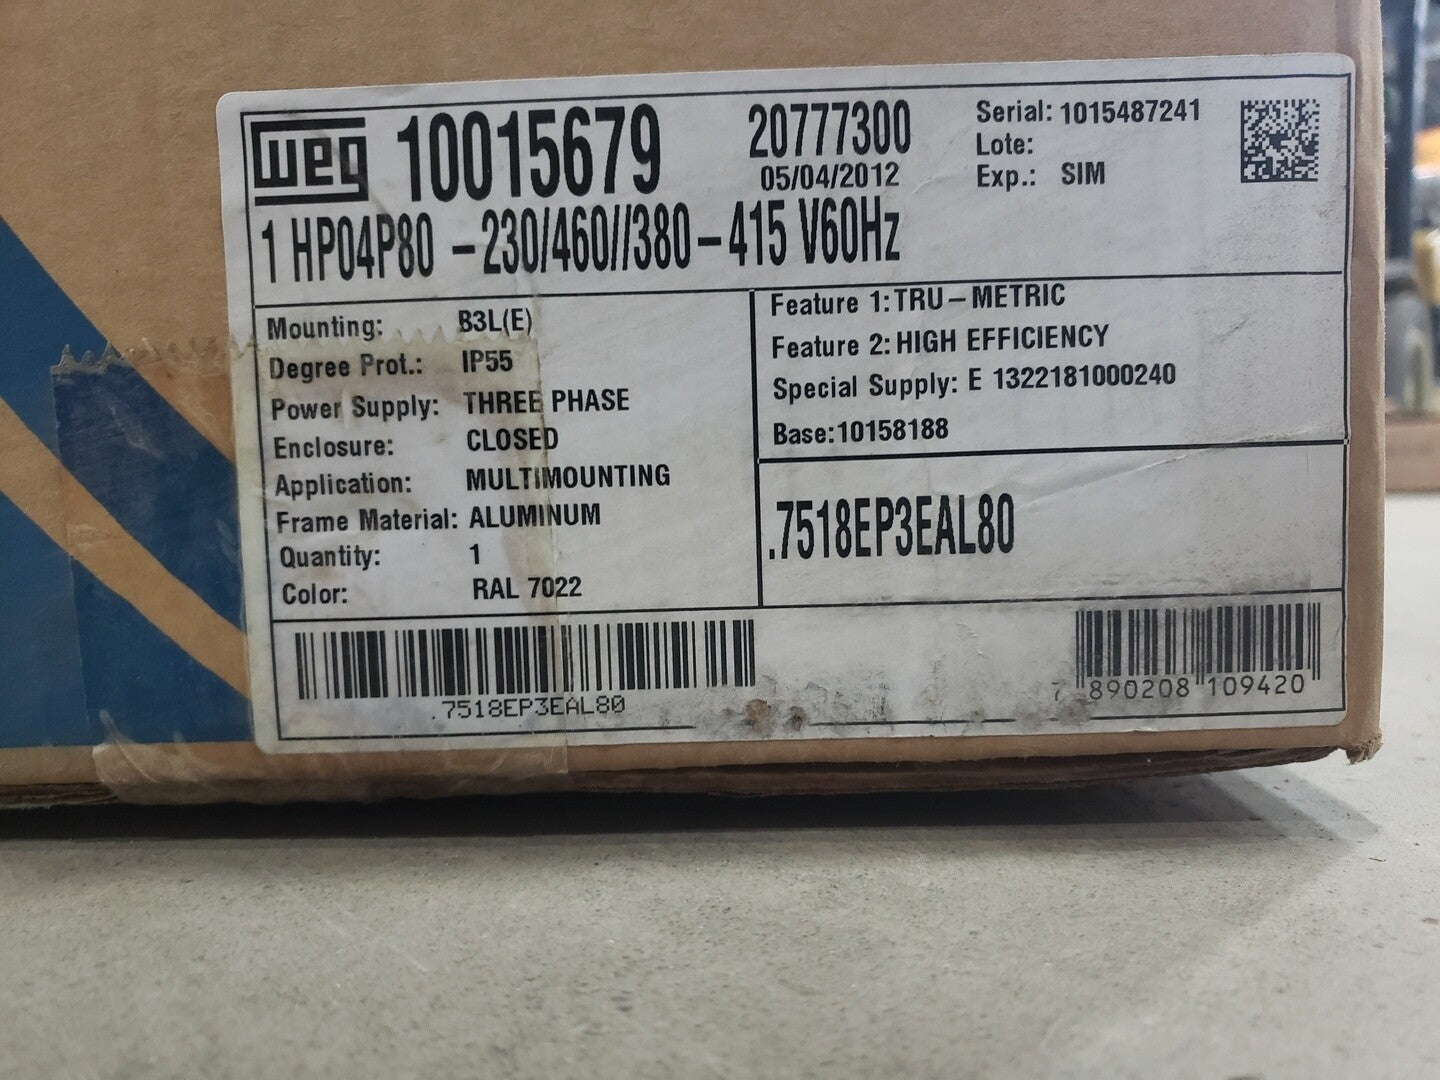 weg 10015679 20777300 Serial: 1015487241
05/04/2012 Lote:
Exp.: SIM
1 HP04P80 -230/460//380-415 V60Hz
Mounting: B3L(E)
Degree Prot.: IP55
Power Supply: THREE PHASE
Enclosure: CLOSED
Application: MULTIMOUNTING
Frame Material: ALUMINUM
Quantity: 1
Color: RAL 7022
Feature 1: TRU-METRIC
Feature 2: HIGH EFFICIENCY
Special Supply: E 1322181000240
Base:10158188
.7518EP3EAL80
.7518EP3EAL80
7 890208 109420